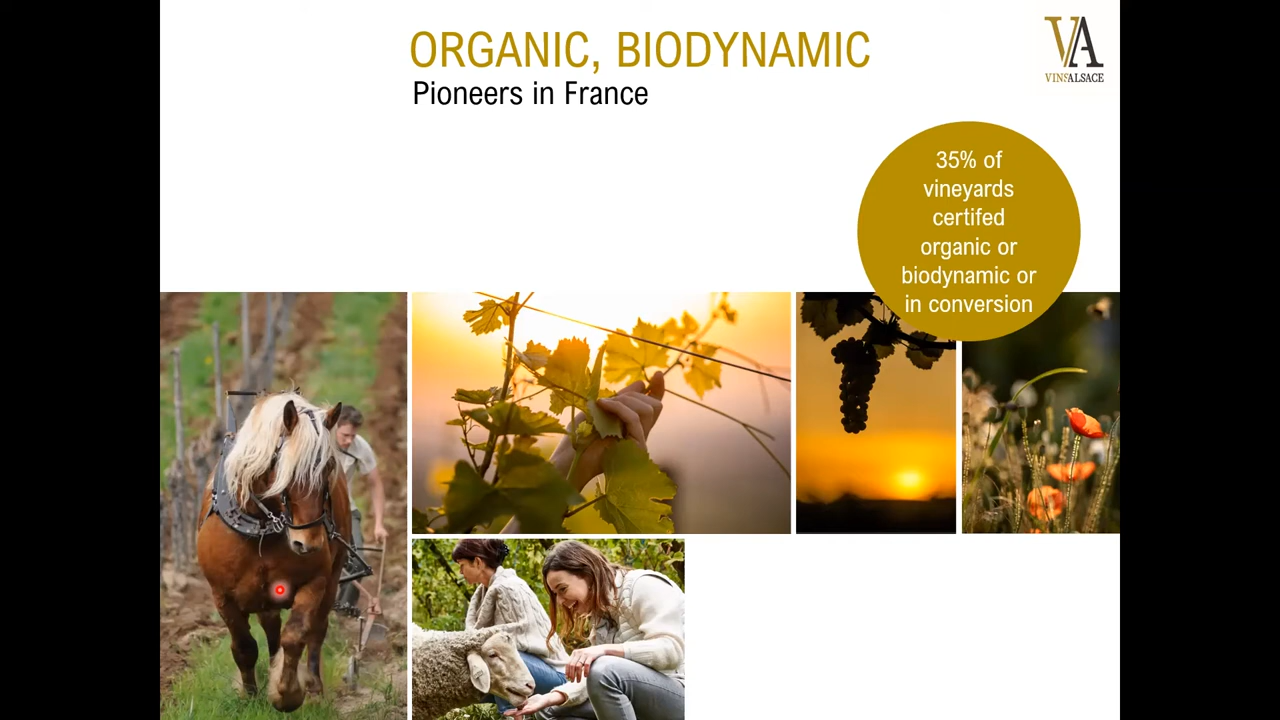 ORGANIC, BIODYNAMIC
Pioneers in France
VA
VINSALSACE
35% of
vineyards
certifed
organic or
biodynamic or
in conversion